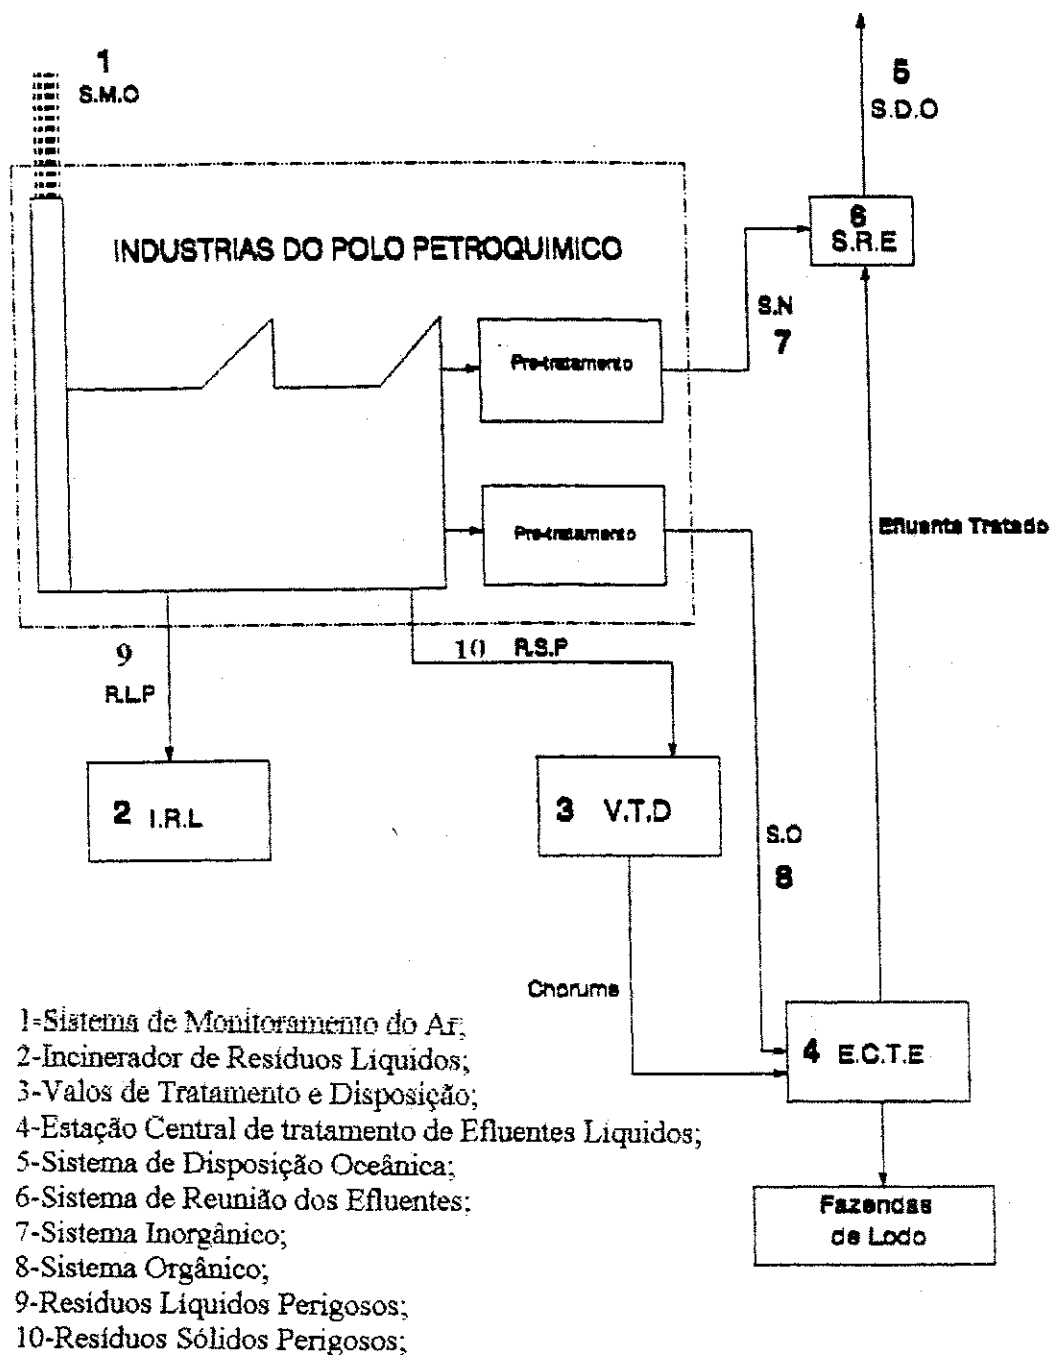 1
S.M.O
5
S.D.O
6
S.R.E
INDUSTRIAS DO POLO PETROQUIMICO
S.N
7
Pre-tratamento
Pre-tratamento
Efluente Tratado
9
R.L.P
10 R.S.P
2 I.R.L
3 V.T.D
S.O
8
Chorume
4 E.C.T.E
Fazendas
de Lodo
1-Sistema de Monitoramento do Ar;
2-Incinerador de Resíduos Líquidos;
3-Valos de Tratamento e Disposição;
4-Estação Central de tratamento de Efluentes Líquidos;
5-Sistema de Disposição Oceânica;
6-Sistema de Reunião dos Efluentes;
7-Sistema Inorgânico;
8-Sistema Orgânico;
9-Resíduos Líquidos Perigosos;
10-Resíduos Sólidos Perigosos;